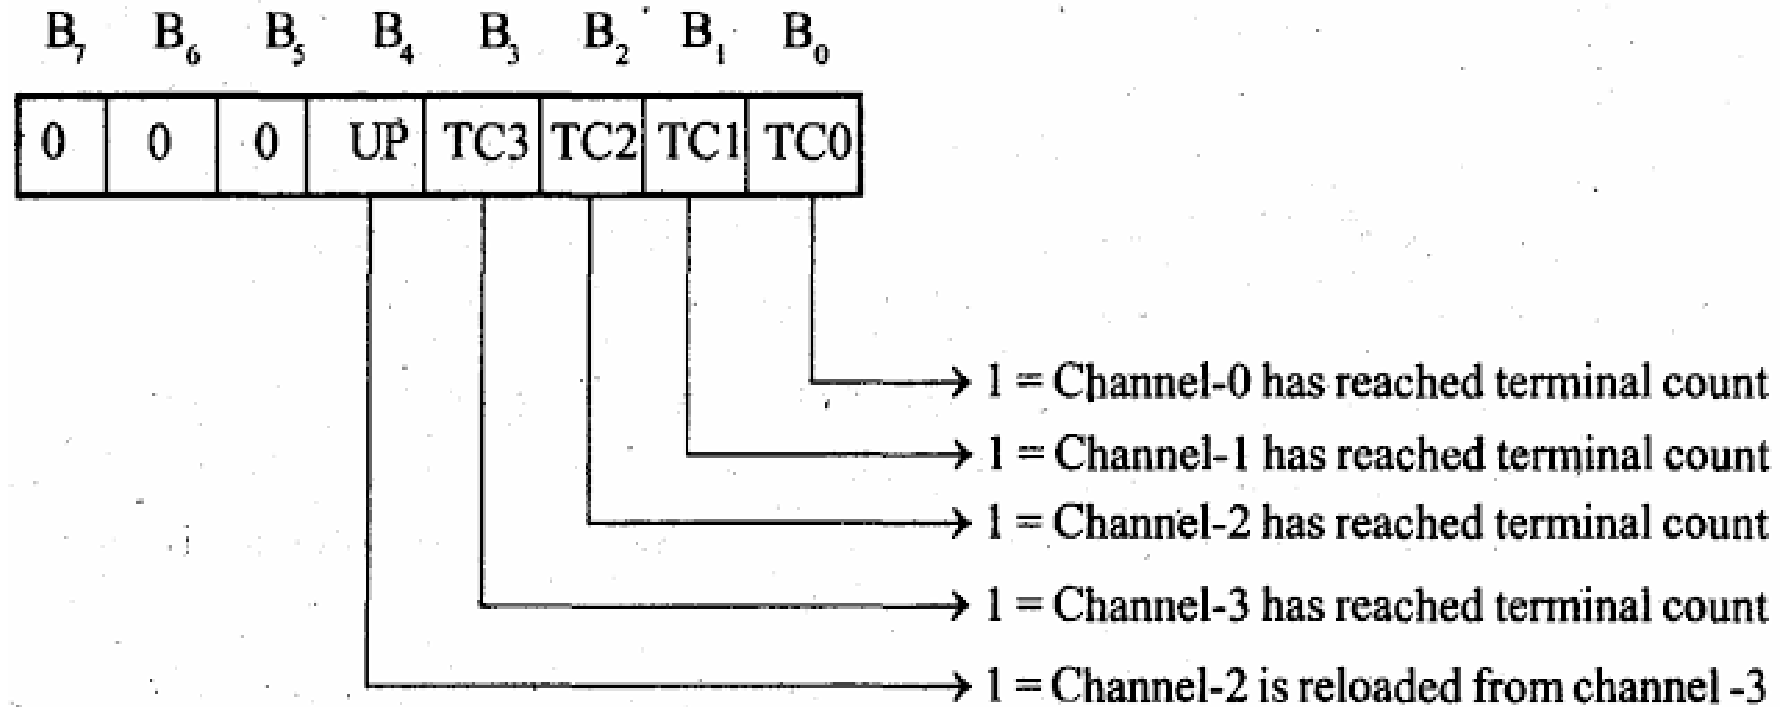 B7 B6 B5 B4 B3 B2 B1 B0
0 0 0 UP TC3 TC2 TC1 TC0
1 = Channel-0 has reached terminal count
1 = Channel-1 has reached terminal count
1 = Channel-2 has reached terminal count
1 = Channel-3 has reached terminal count
1 = Channel-2 is reloaded from channel -3